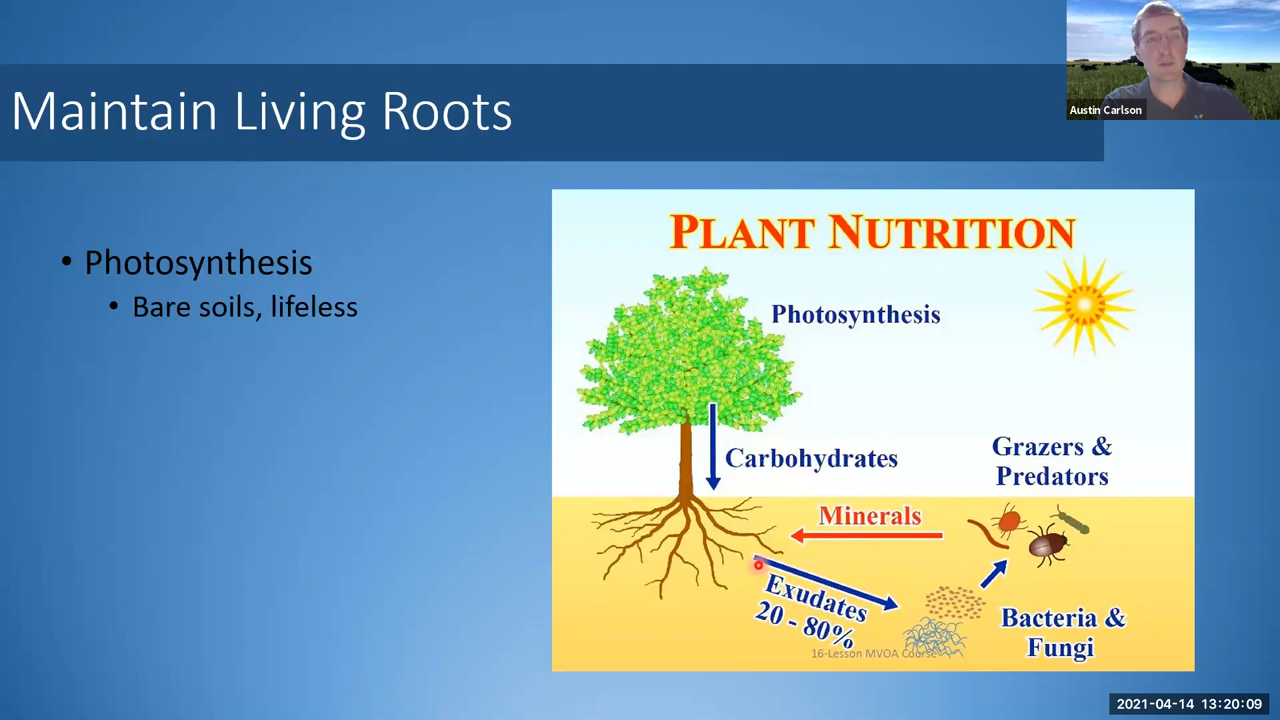 Austin Carlson
Maintain Living Roots
• Photosynthesis
• Bare soils, lifeless
PLANT NUTRITION
Photosynthesis
Carbohydrates
Grazers &
Predators
Minerals
Exudates
20 - 80%
Bacteria &
Fungi
16-Lesson MVOA Course
2021-04-14 13:20:09